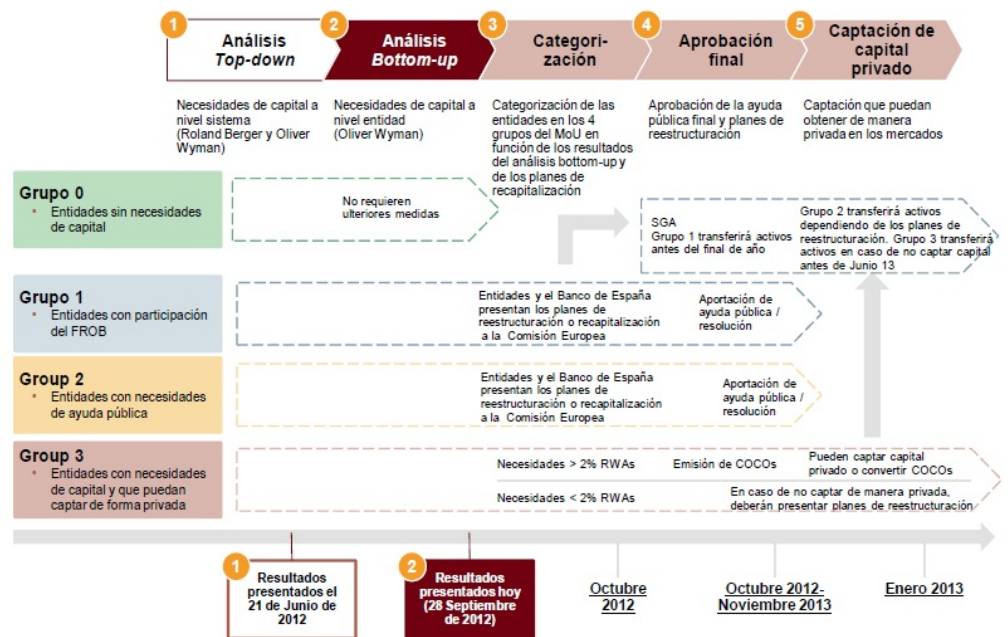 1
Análisis
Top-down
2
Análisis
Bottom-up
3
Categori-
zación
4
Aprobación
final
5
Captación de
capital
privado
Necesidades de capital a
nivel sistema
(Roland Berger y Oliver
Wyman)
Necesidades de capital a
nivel entidad
(Oliver Wyman)
Categorización de las
entidades en los 4
grupos del MoU en
función de los resultados
del análisis bottom-up y
de los planes de
recapitalización
Aprobación de la ayuda
pública final y planes de
reestructuración
Captación que puedan
obtener de manera
privada en los mercados
Grupo 0
• Entidades sin necesidades
de capital
No requieren
ulteriores medidas
SGA
Grupo 1 transferirá activos
antes del final de año
Grupo 2 transferirá activos
dependiendo de los planes de
reestructuración. Grupo 3 transferirá
activos en caso de no captar capital
antes de Junio 13
Grupo 1
• Entidades con participación
del FROB
Entidades y el Banco de España
presentan los planes de
reestructuración o recapitalización
a la Comisión Europea
Aportación de
ayuda pública /
resolución
Group 2
• Entidades con necesidades
de ayuda pública
Entidades y el Banco de España
presentan los planes de
reestructuración o recapitalización
a la Comisión Europea
Aportación de
ayuda pública /
resolución
Group 3
• Entidades con necesidades
de capital y que puedan
captar de forma privada
Necesidades > 2% RWAs
Emisión de COCOs
Pueden captar capital
privado o convertir COCOs
Necesidades < 2% RWAs
En caso de no captar de manera privada,
deberán presentar planes de reestructuración
1
Resultados
presentados el
21 de Junio de
2012
2
Resultados
presentados hoy
(28 Septiembre
de 2012)
Octubre
2012
Octubre 2012-
Noviembre 2013
Enero 2013